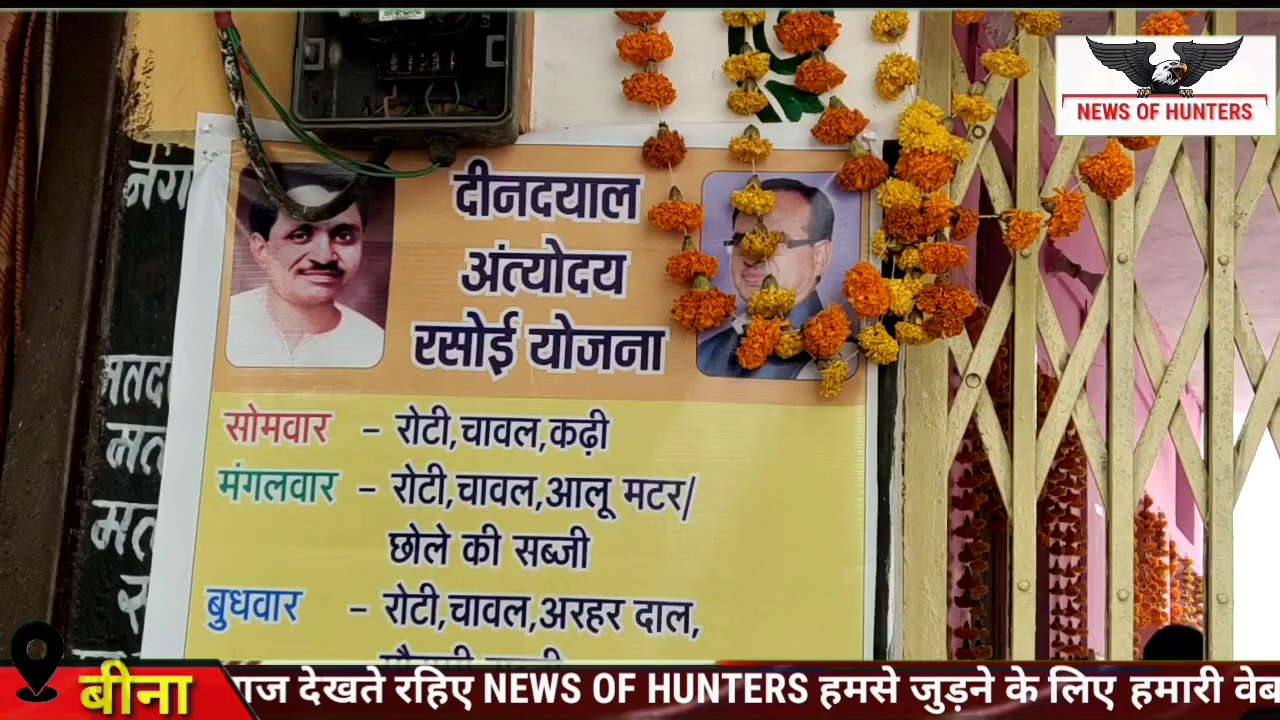 NEWS OF HUNTERS
दीनदयाल
अंत्योदय
रसोई योजना
सोमवार – रोटी,चावल,कढ़ी
मंगलवार – रोटी,चावल,आलू मटर/
छोले की सब्जी
बुधवार – रोटी,चावल,अरहर दाल,
बीना
देखते रहिए NEWS OF HUNTERS हमसे जुड़ने के लिए हमारी